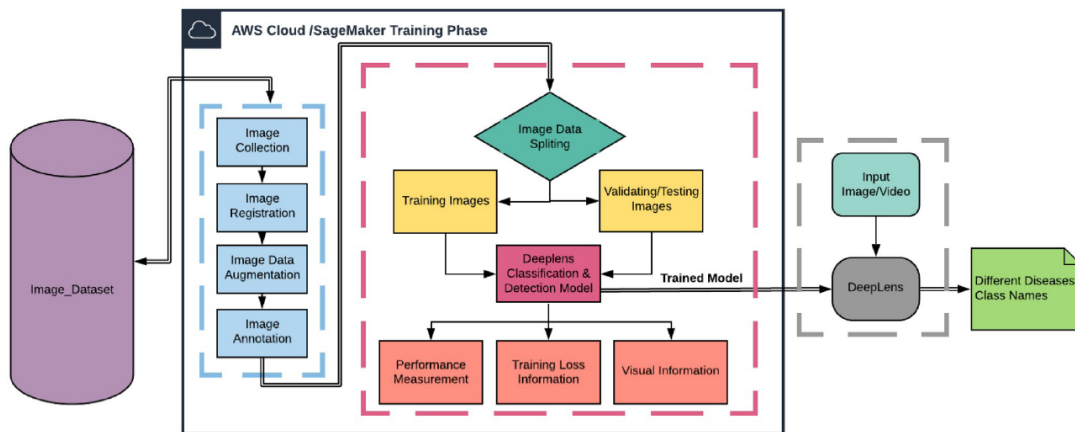 AWS Cloud /SageMaker Training Phase
Image_Dataset
Image
Collection
Image
Registration
Image Data
Augmentation
Image
Annotation
Image Data
Spliting
Training Images
Validating/Testing
Images
Deeplens
Classification &
Detection Model
Trained Model
Performance
Measurement
Training Loss
Information
Visual Information
Input
Image/Video
DeepLens
Different Diseases
Class Names